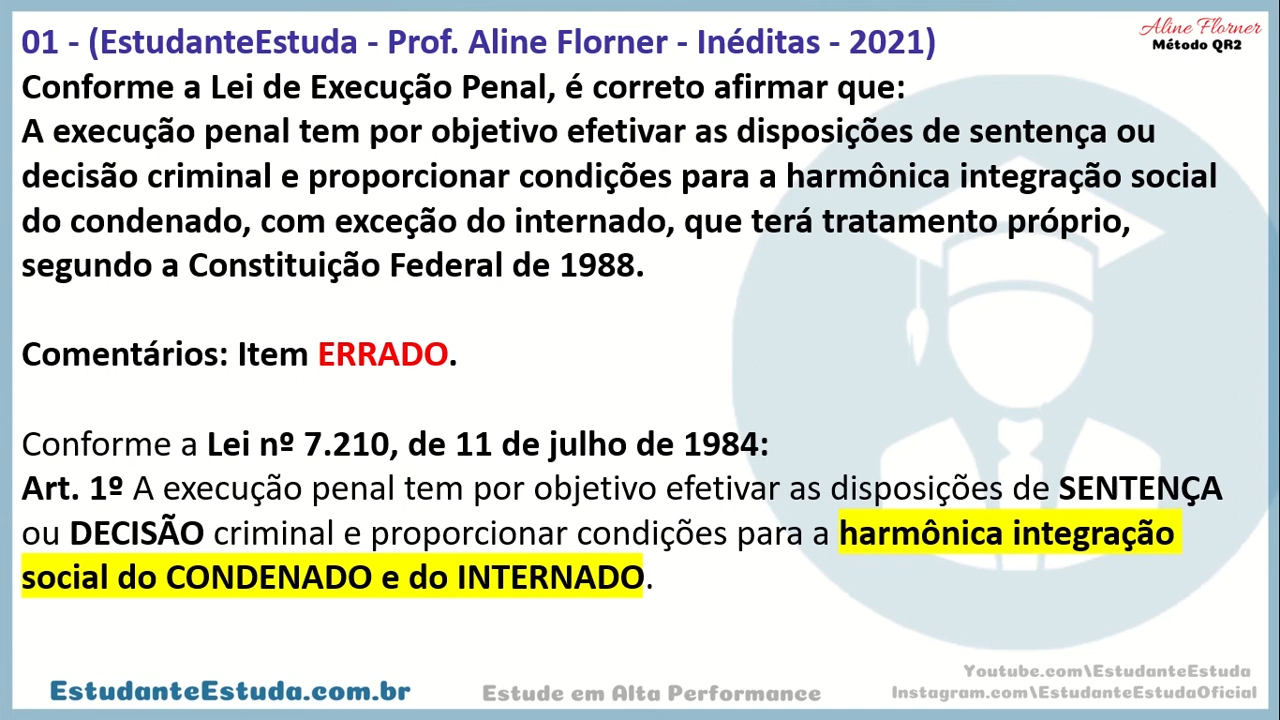 Aline Florner
Método QR2
01 - (EstudanteEstuda - Prof. Aline Florner - Inéditas - 2021)
Conforme a Lei de Execução Penal, é correto afirmar que:
A execução penal tem por objetivo efetivar as disposições de sentença ou
decisão criminal e proporcionar condições para a harmônica integração social
do condenado, com exceção do internado, que terá tratamento próprio,
segundo a Constituição Federal de 1988.
Comentários: Item ERRADO.
Conforme a Lei nº 7.210, de 11 de julho de 1984:
Art. 1º A execução penal tem por objetivo efetivar as disposições de SENTENÇA
ou DECISÃO criminal e proporcionar condições para a harmônica integração
social do CONDENADO e do INTERNADO.
EstudanteEstuda.com.br
Estude em Alta Performance
Youtube.com\EstudanteEstuda
Instagram.com\EstudanteEstudaOficial